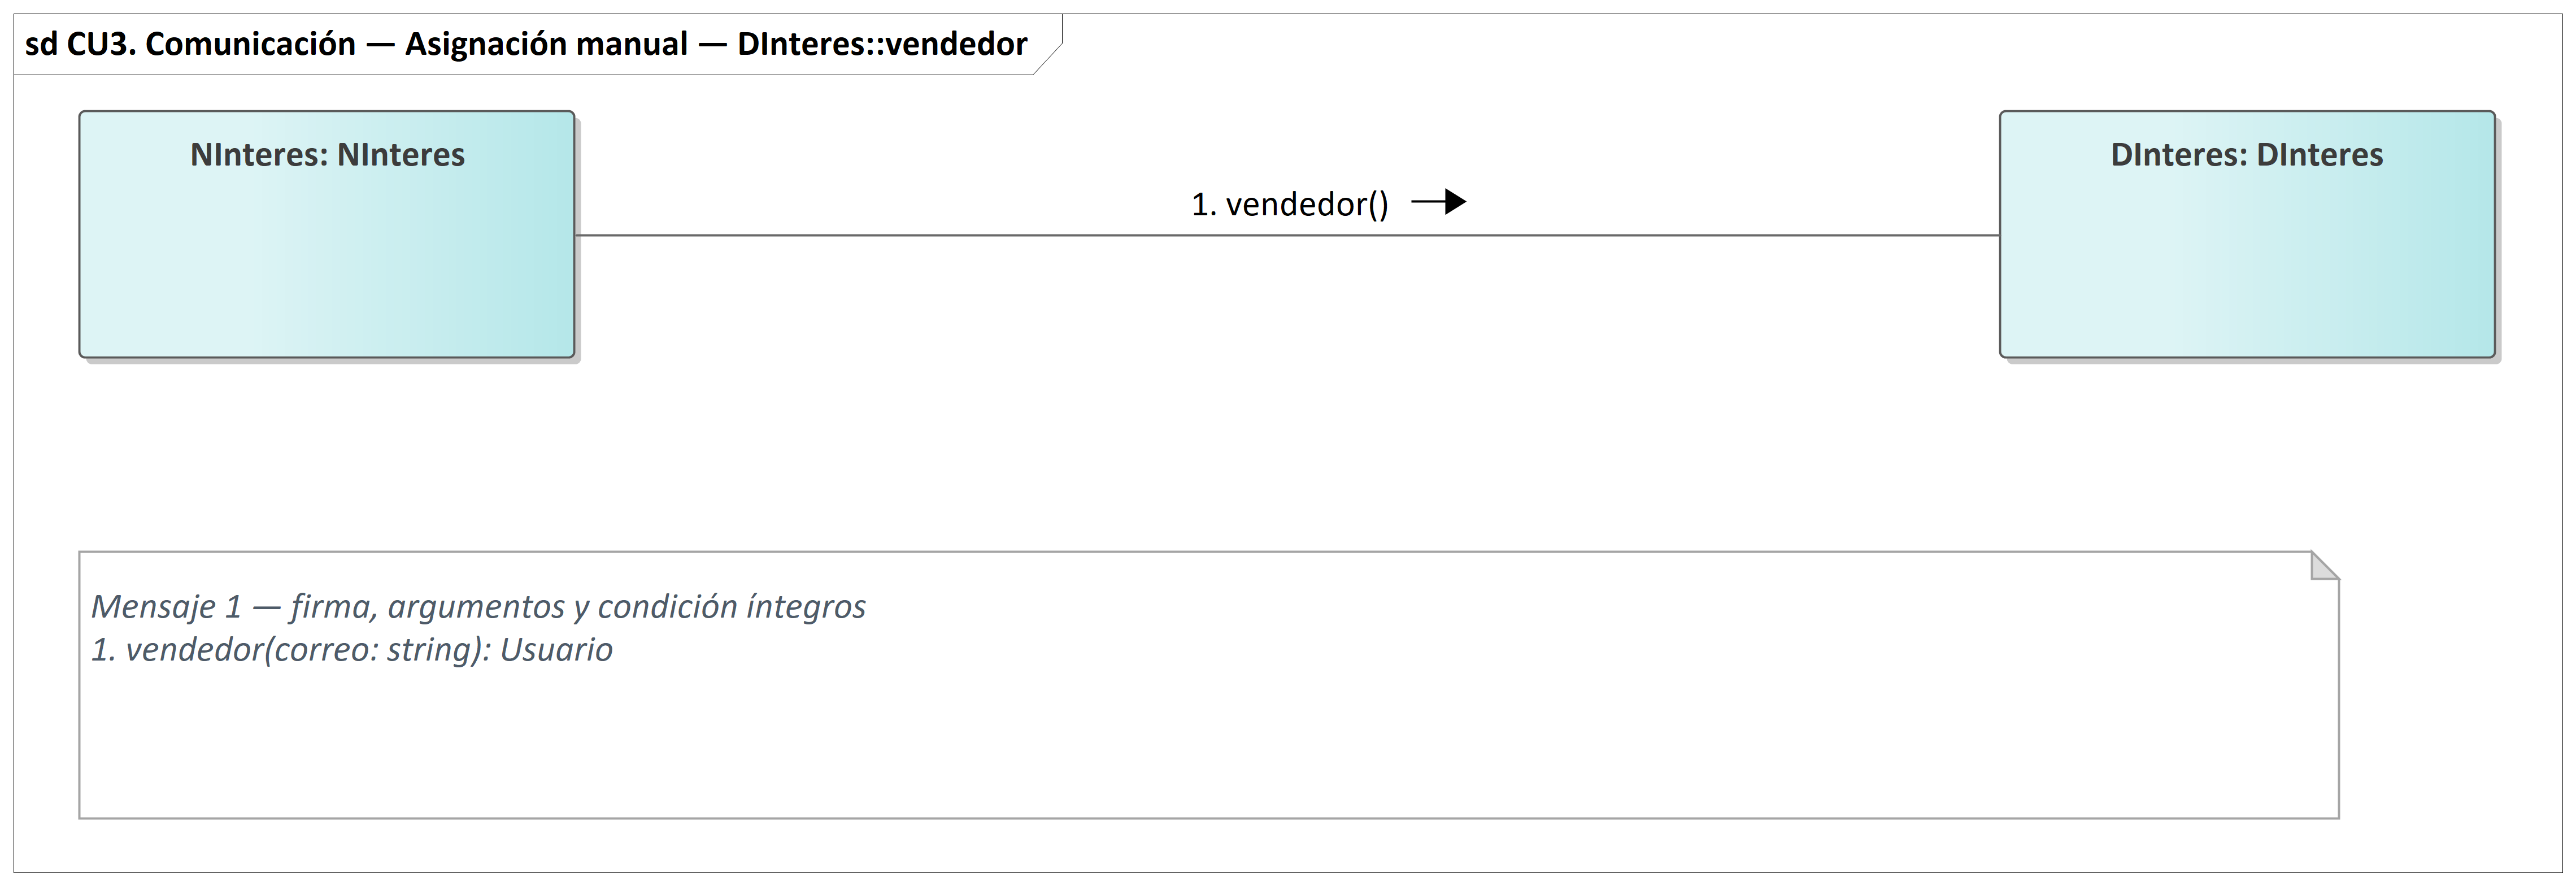 sd CU3. Comunicación — Asignación manual — DInteres::vendedor
NInteres: NInteres
DInteres: DInteres
1. vendedor()
Mensaje 1 — firma, argumentos y condición íntegros
1. vendedor(correo: string): Usuario